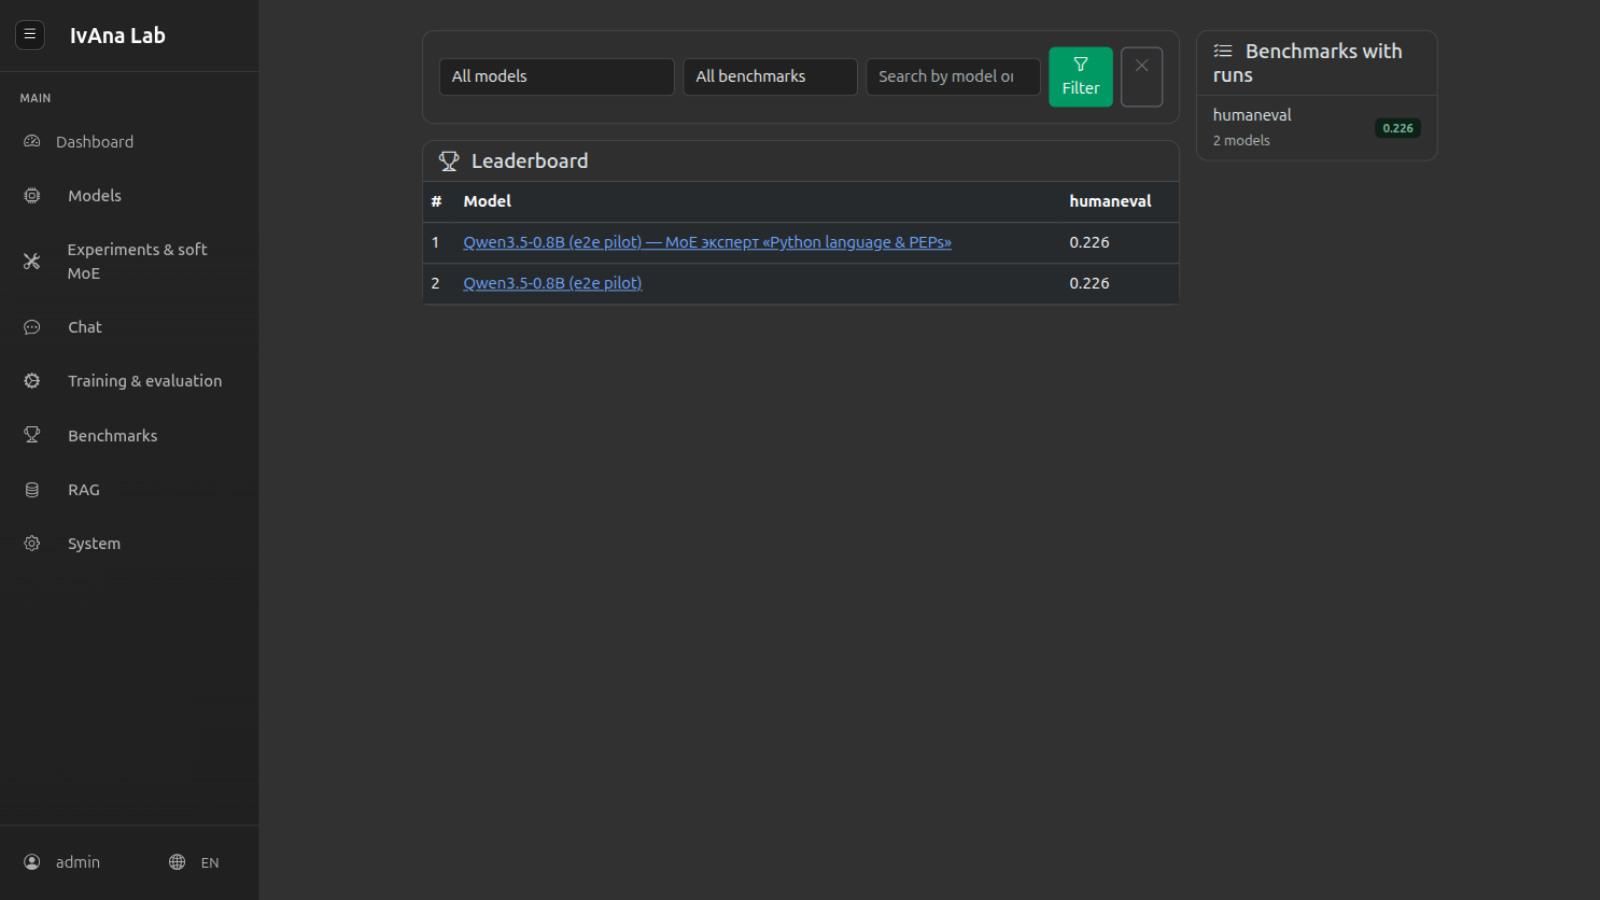 IvAna Lab
MAIN
Dashboard
Models
Experiments & soft
MoE
Chat
Training & evaluation
Benchmarks
RAG
System
admin
EN
All models
All benchmarks
Search by model or
Filter
Leaderboard
# Model humaneval
1 Qwen3.5-0.8B (e2e pilot) — MoE эксперт «Python language & PEPs» 0.226
2 Qwen3.5-0.8B (e2e pilot) 0.226
Benchmarks with
runs
humaneval
2 models
0.226